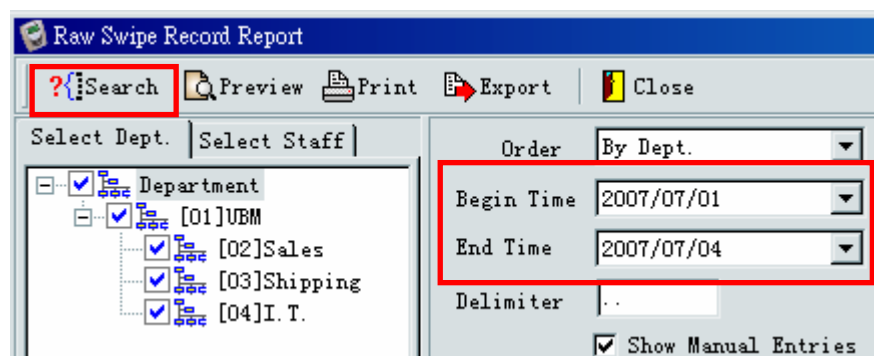 Raw Swipe Record Report
?{Search Preview Print Export Close
Select Dept. Select Staff
Order By Dept.
Department
Begin Time 2007/07/01
[01]UBM
End Time 2007/07/04
[02]Sales
[03]Shipping
Delimiter ..
[04]I.T.
Show Manual Entries